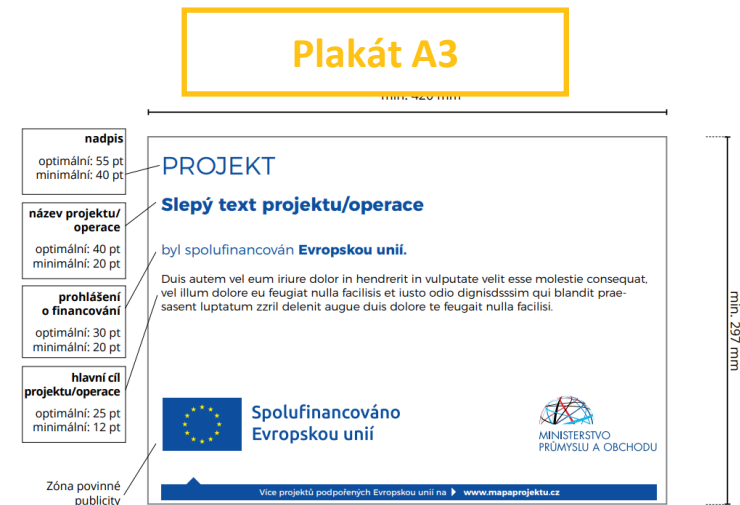 Plakát A3
min. 420 mm
nadpis
optimální: 55 pt
minimální: 40 pt
název projektu/
operace
optimální: 40 pt
minimální: 20 pt
prohlášení
o financování
optimální: 30 pt
minimální: 20 pt
hlavní cíl
projektu/operace
optimální: 25 pt
minimální: 12 pt
Zóna povinné
publicity
PROJEKT
Slepý text projektu/operace
byl spolufinancován Evropskou unií.
Duis autem vel eum iriure dolor in hendrerit in vulputate velit esse molestie consequat,
vel illum dolore eu feugiat nulla facilisis et iusto odio dignisdsssim qui blandit prae-
sasent luptatum zzril delenit augue duis dolore te feugait nulla facilisi.
Spolufinancováno
Evropskou unií
MINISTERSTVO
PRŮMYSLU A OBCHODU
Více projektů podpořených Evropskou unií na www.mapaprojektu.cz
min. 297 mm